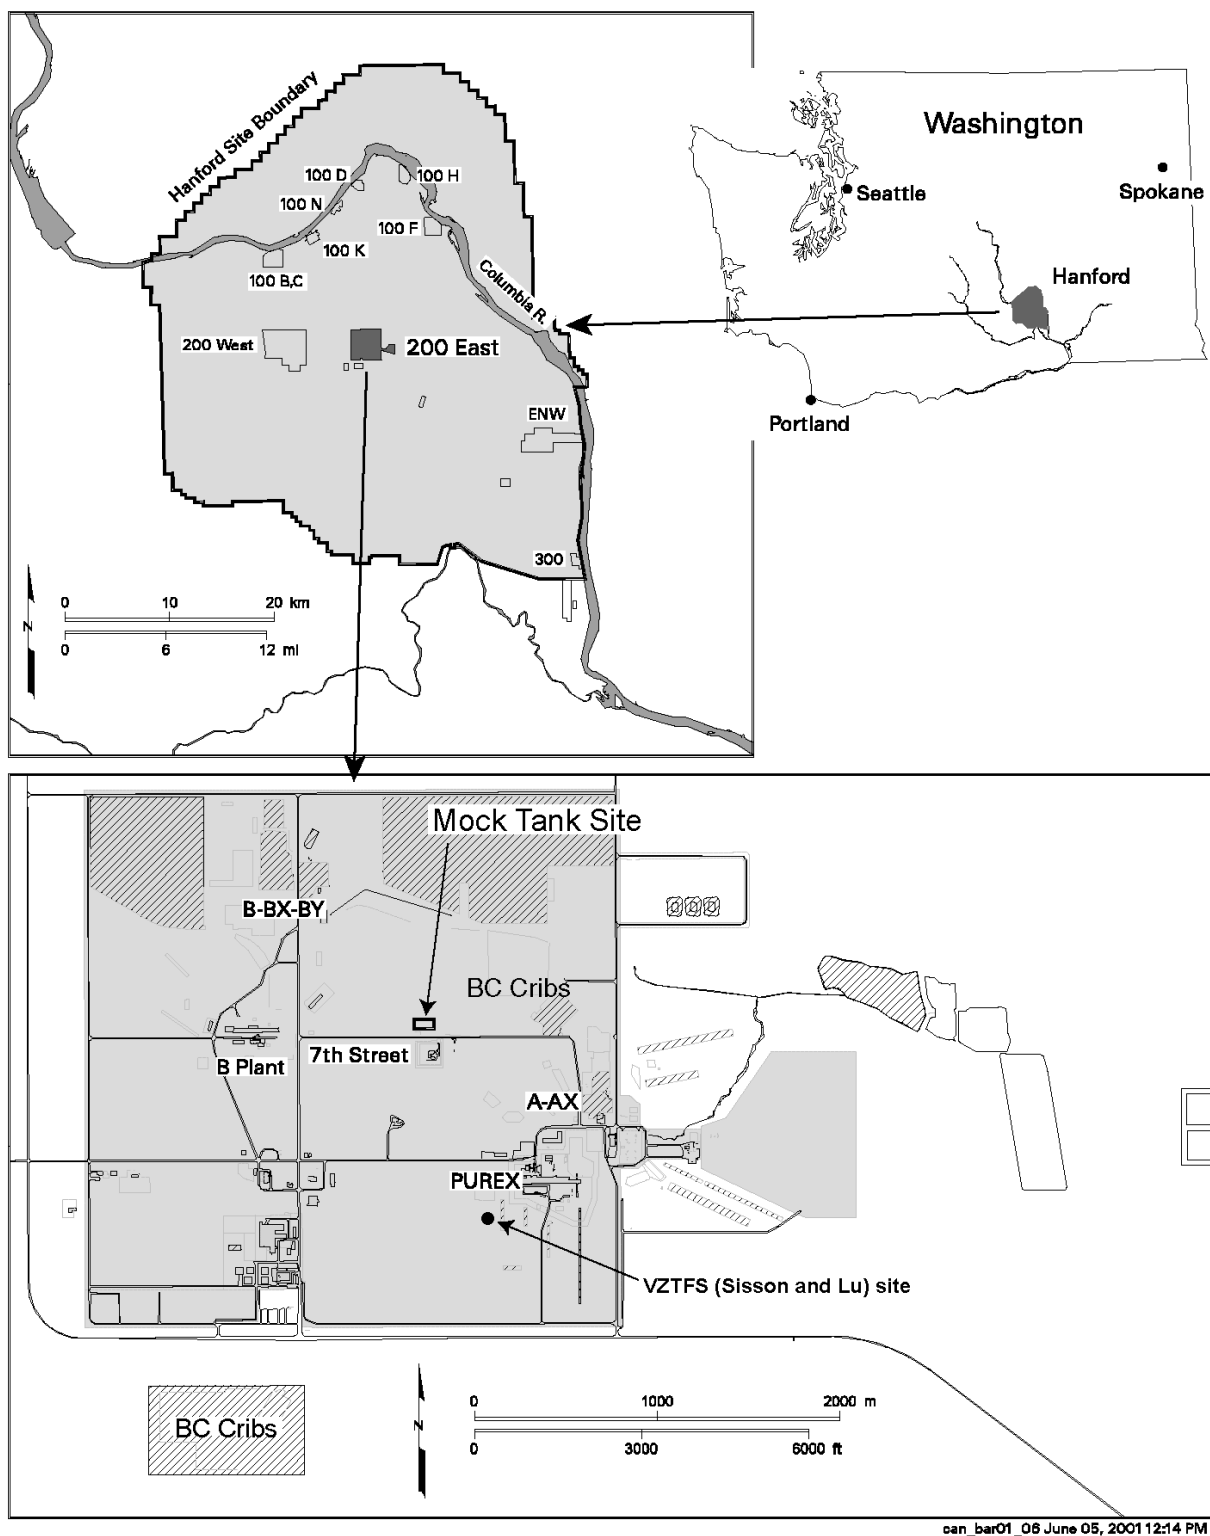 Hanford Site Boundary
100 D
100 H
100 N
100 F
100 K
100 B,C
Columbia R.
200 West
200 East
ENW
300
0 10 20 km
0 6 12 mi
N
Washington
Seattle
Spokane
Hanford
Portland
Mock Tank Site
B-BX-BY
BC Cribs
7th Street
B Plant
A-AX
PUREX
VZTFS (Sisson and Lu) site
BC Cribs
N
0 1000 2000 m
0 3000 6000 ft
can_bar01_06 June 05, 2001 12:14 PM